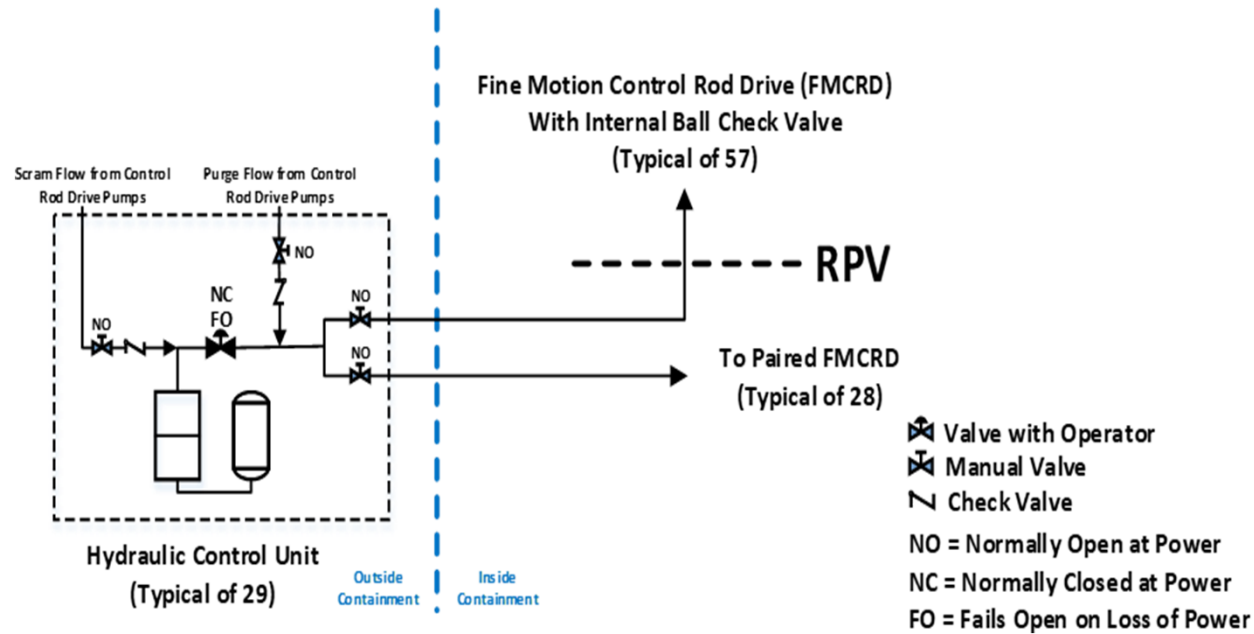 Fine Motion Control Rod Drive (FMCRD)
With Internal Ball Check Valve
(Typical of 57)
Scram Flow from Control
Rod Drive Pumps
Purge Flow from Control
Rod Drive Pumps
NO
NC
FO
NO
NO
NO
RPV
To Paired FMCRD
(Typical of 28)
Hydraulic Control Unit
(Typical of 29)
Outside
Containment
Inside
Containment
Valve with Operator
Manual Valve
Check Valve
NO = Normally Open at Power
NC = Normally Closed at Power
FO = Fails Open on Loss of Power